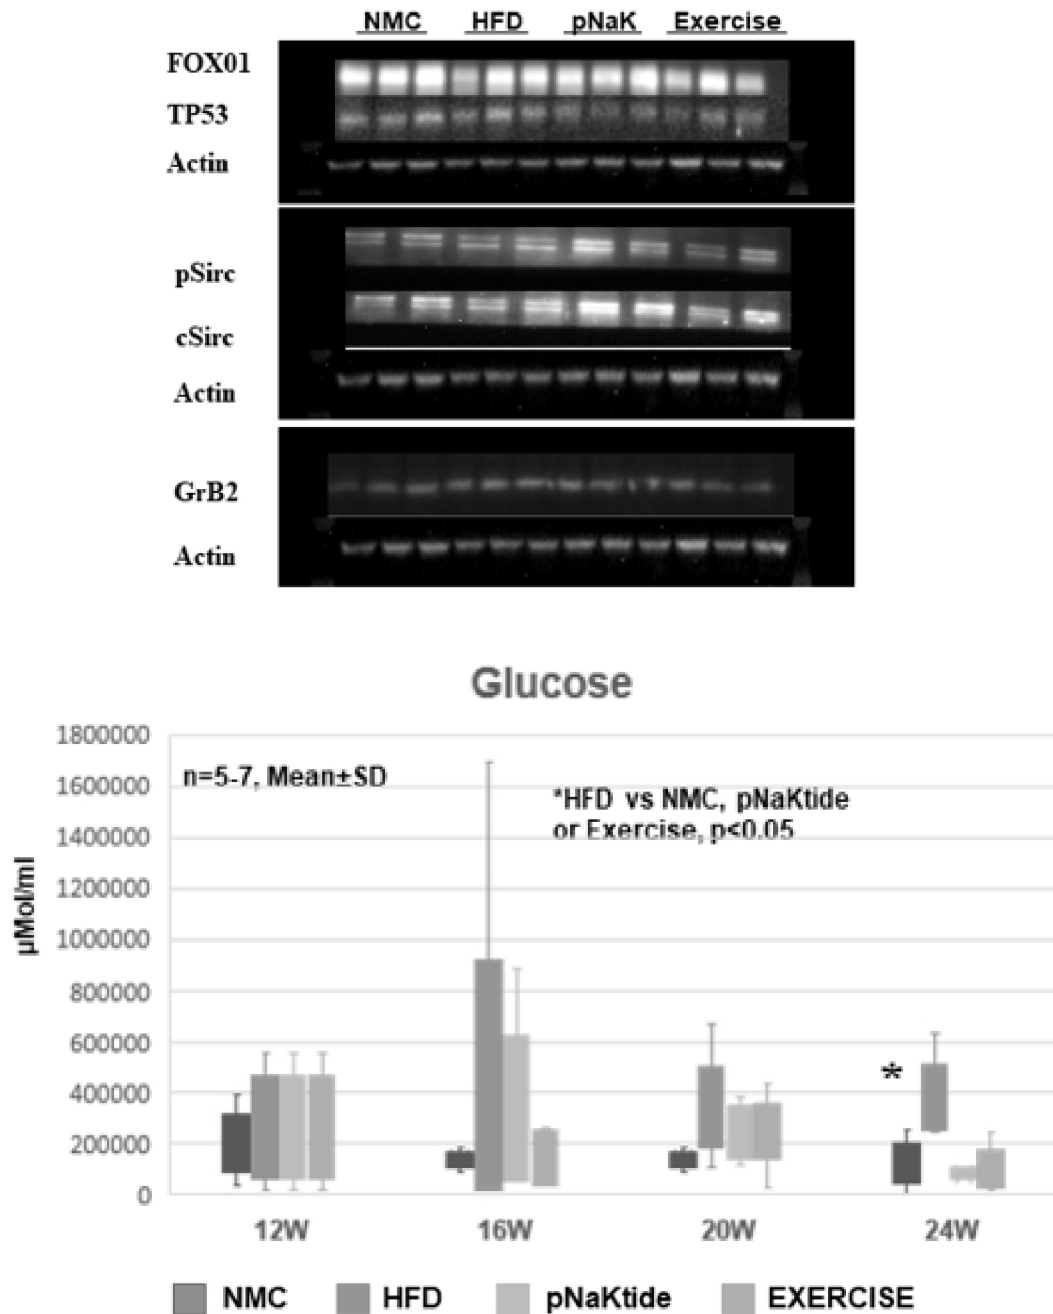 NMC HFD pNaK Exercise
FOX01
TP53
Actin
pSirc
cSirc
Actin
GrB2
Actin
Glucose
1800000
1600000
1400000
1200000
1000000
800000
600000
400000
200000
0
µMol/ml
n=5-7, Mean±SD
*HFD vs NMC, pNaKtide
or Exercise, p<0.05
*
12W 16W 20W 24W
NMC HFD pNaKtide EXERCISE